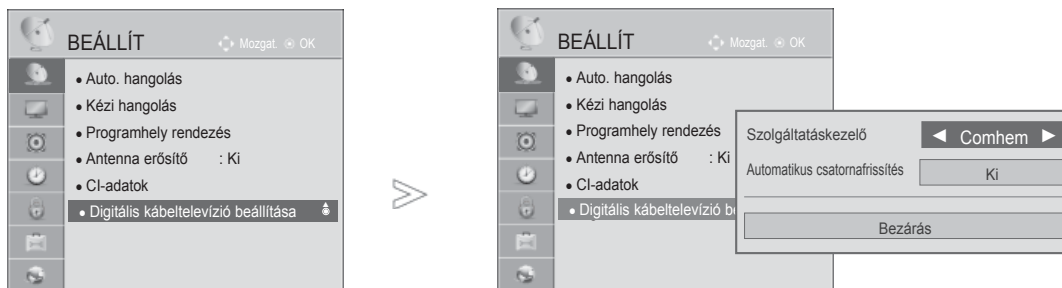 BEÁLLÍT Mozgat. OK
• Auto. hangolás
• Kézi hangolás
• Programhely rendezés
• Antenna erősítő : Ki
• CI-adatok
• Digitális kábeltelevízió beállítása
BEÁLLÍT Mozgat. OK
• Auto. hangolás
• Kézi hangolás
• Programhely rendezés
• Antenna erősítő : Ki
• CI-adatok
• Digitális kábeltelevízió be
Szolgáltatáskezelő ◄ Comhem ►
Automatikus csatornafrissítés Ki
Bezárás